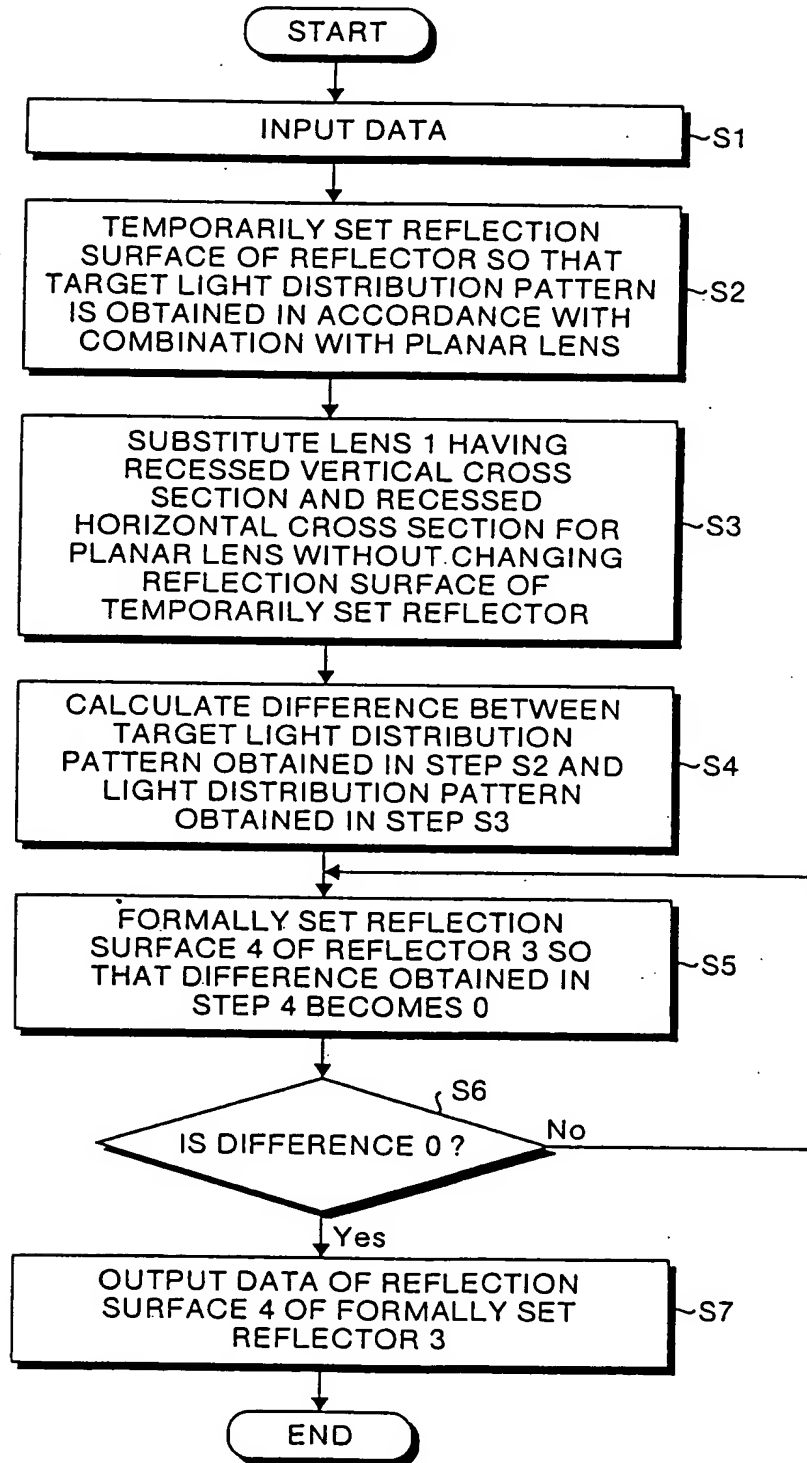 START
INPUT DATA
S1
TEMPORARILY SET REFLECTION
SURFACE OF REFLECTOR SO THAT
TARGET LIGHT DISTRIBUTION PATTERN
IS OBTAINED IN ACCORDANCE WITH
COMBINATION WITH PLANAR LENS
S2
SUBSTITUTE LENS 1 HAVING
RECESSED VERTICAL CROSS
SECTION AND RECESSED
HORIZONTAL CROSS SECTION FOR
PLANAR LENS WITHOUT CHANGING
REFLECTION SURFACE OF
TEMPORARILY SET REFLECTOR
S3
CALCULATE DIFFERENCE BETWEEN
TARGET LIGHT DISTRIBUTION
PATTERN OBTAINED IN STEP S2 AND
LIGHT DISTRIBUTION PATTERN
OBTAINED IN STEP S3
S4
FORMALLY SET REFLECTION
SURFACE 4 OF REFLECTOR 3 SO
THAT DIFFERENCE OBTAINED IN
STEP 4 BECOMES 0
S5
S6
IS DIFFERENCE 0 ?
No
Yes
OUTPUT DATA OF REFLECTION
SURFACE 4 OF FORMALLY SET
REFLECTOR 3
S7
END